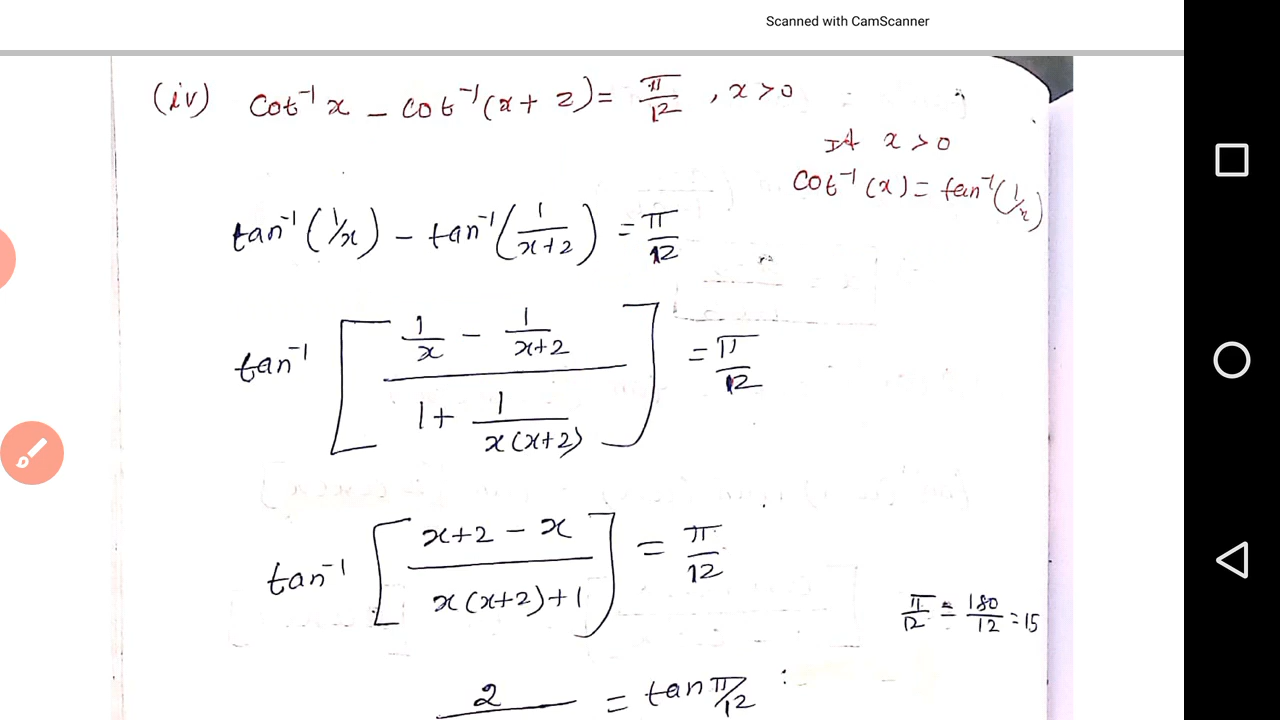 Scanned with CamScanner
(iv) Cot⁻¹ x - cot⁻¹(x + 2) = π/12 , x > 0
If x > 0
Cot⁻¹(x) = tan⁻¹(1/x)
tan⁻¹(1/x) - tan⁻¹(1/(x+2)) = π/12
tan⁻¹ [ (1/x - 1/(x+2)) / (1 + 1/(x(x+2))) ] = π/12
tan⁻¹ [ (x+2 - x) / (x(x+2)+1) ] = π/12
π/12 = 180/12 = 15
2/ = tan π/12